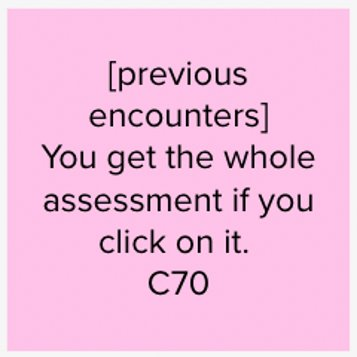 [previous
encounters]
You get the whole
assessment if you
click on it.
C70